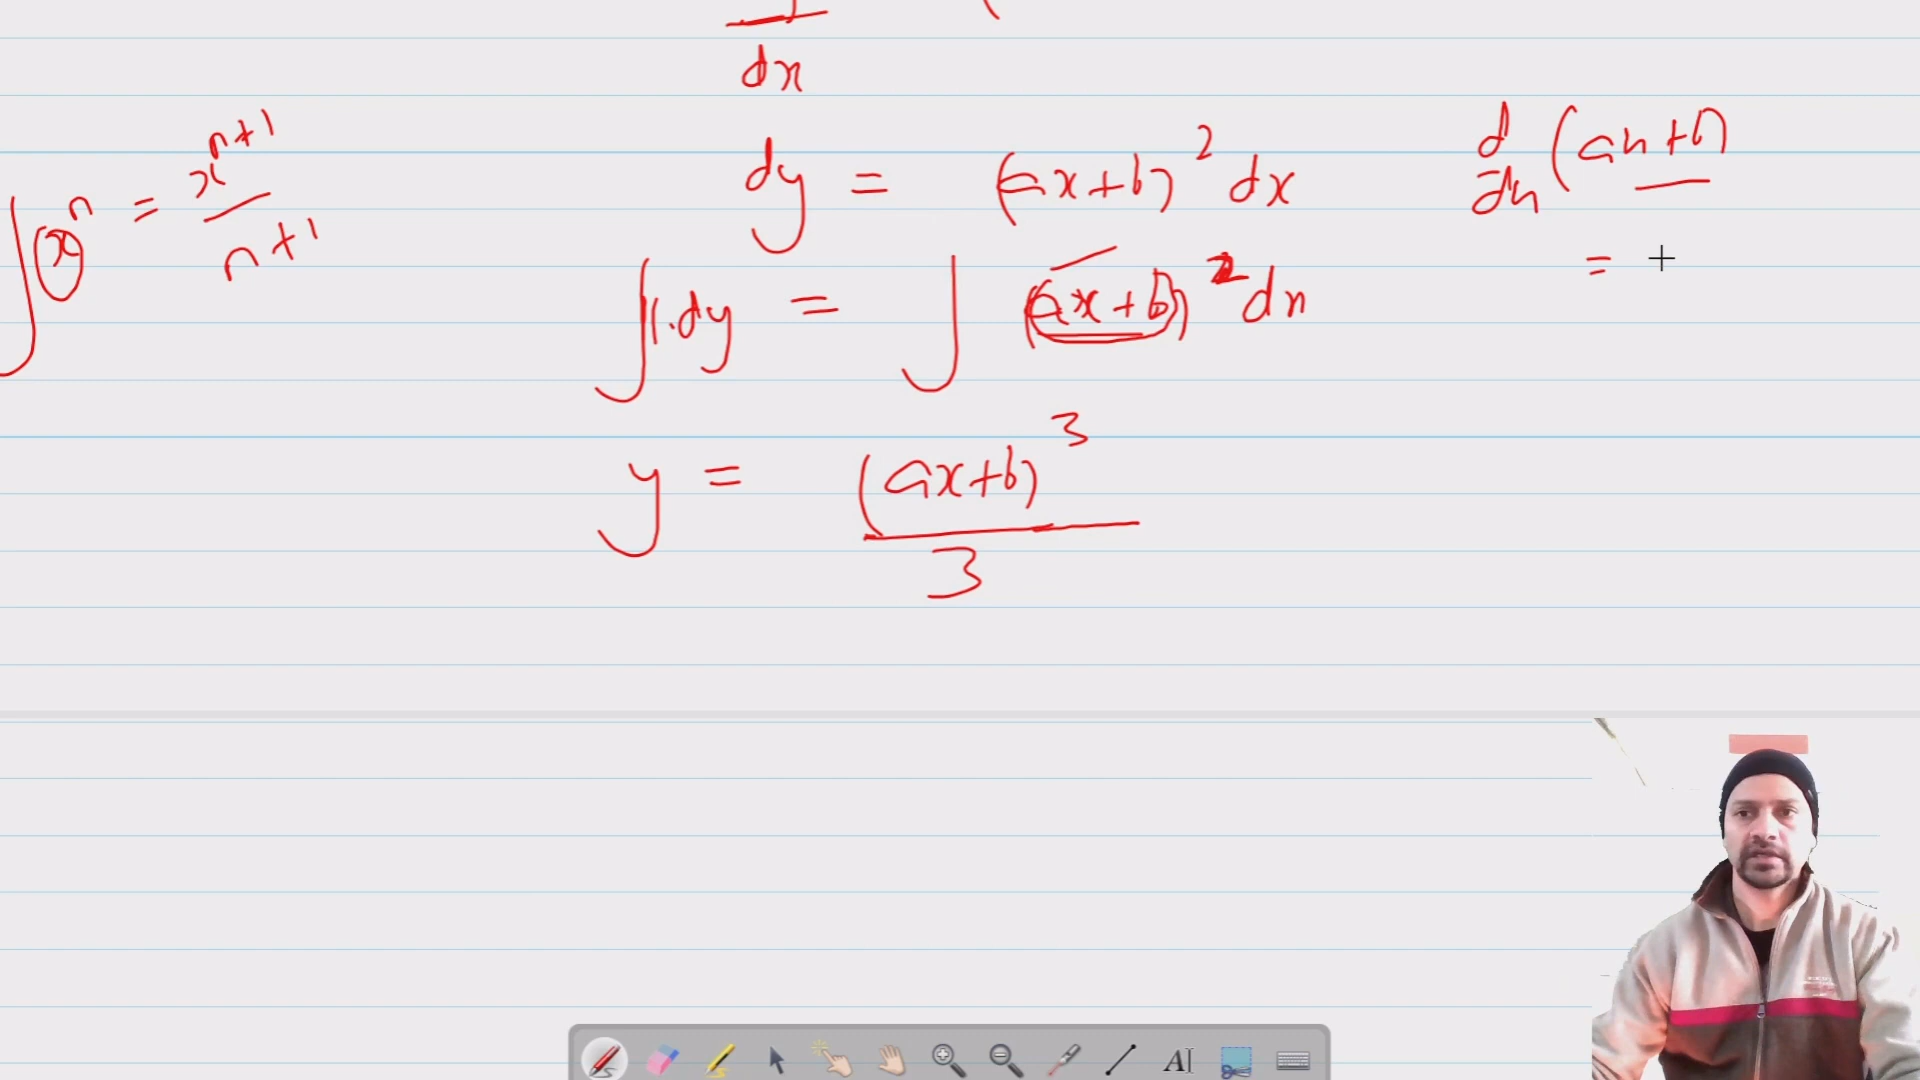 dx
dy = (ax+b)² dx
∫xⁿ = xⁿ⁺¹/n+1
d/dx (ax+b)
=
∫1.dy = ∫ (ax+b)² dx
y = (ax+b)³/3
AI